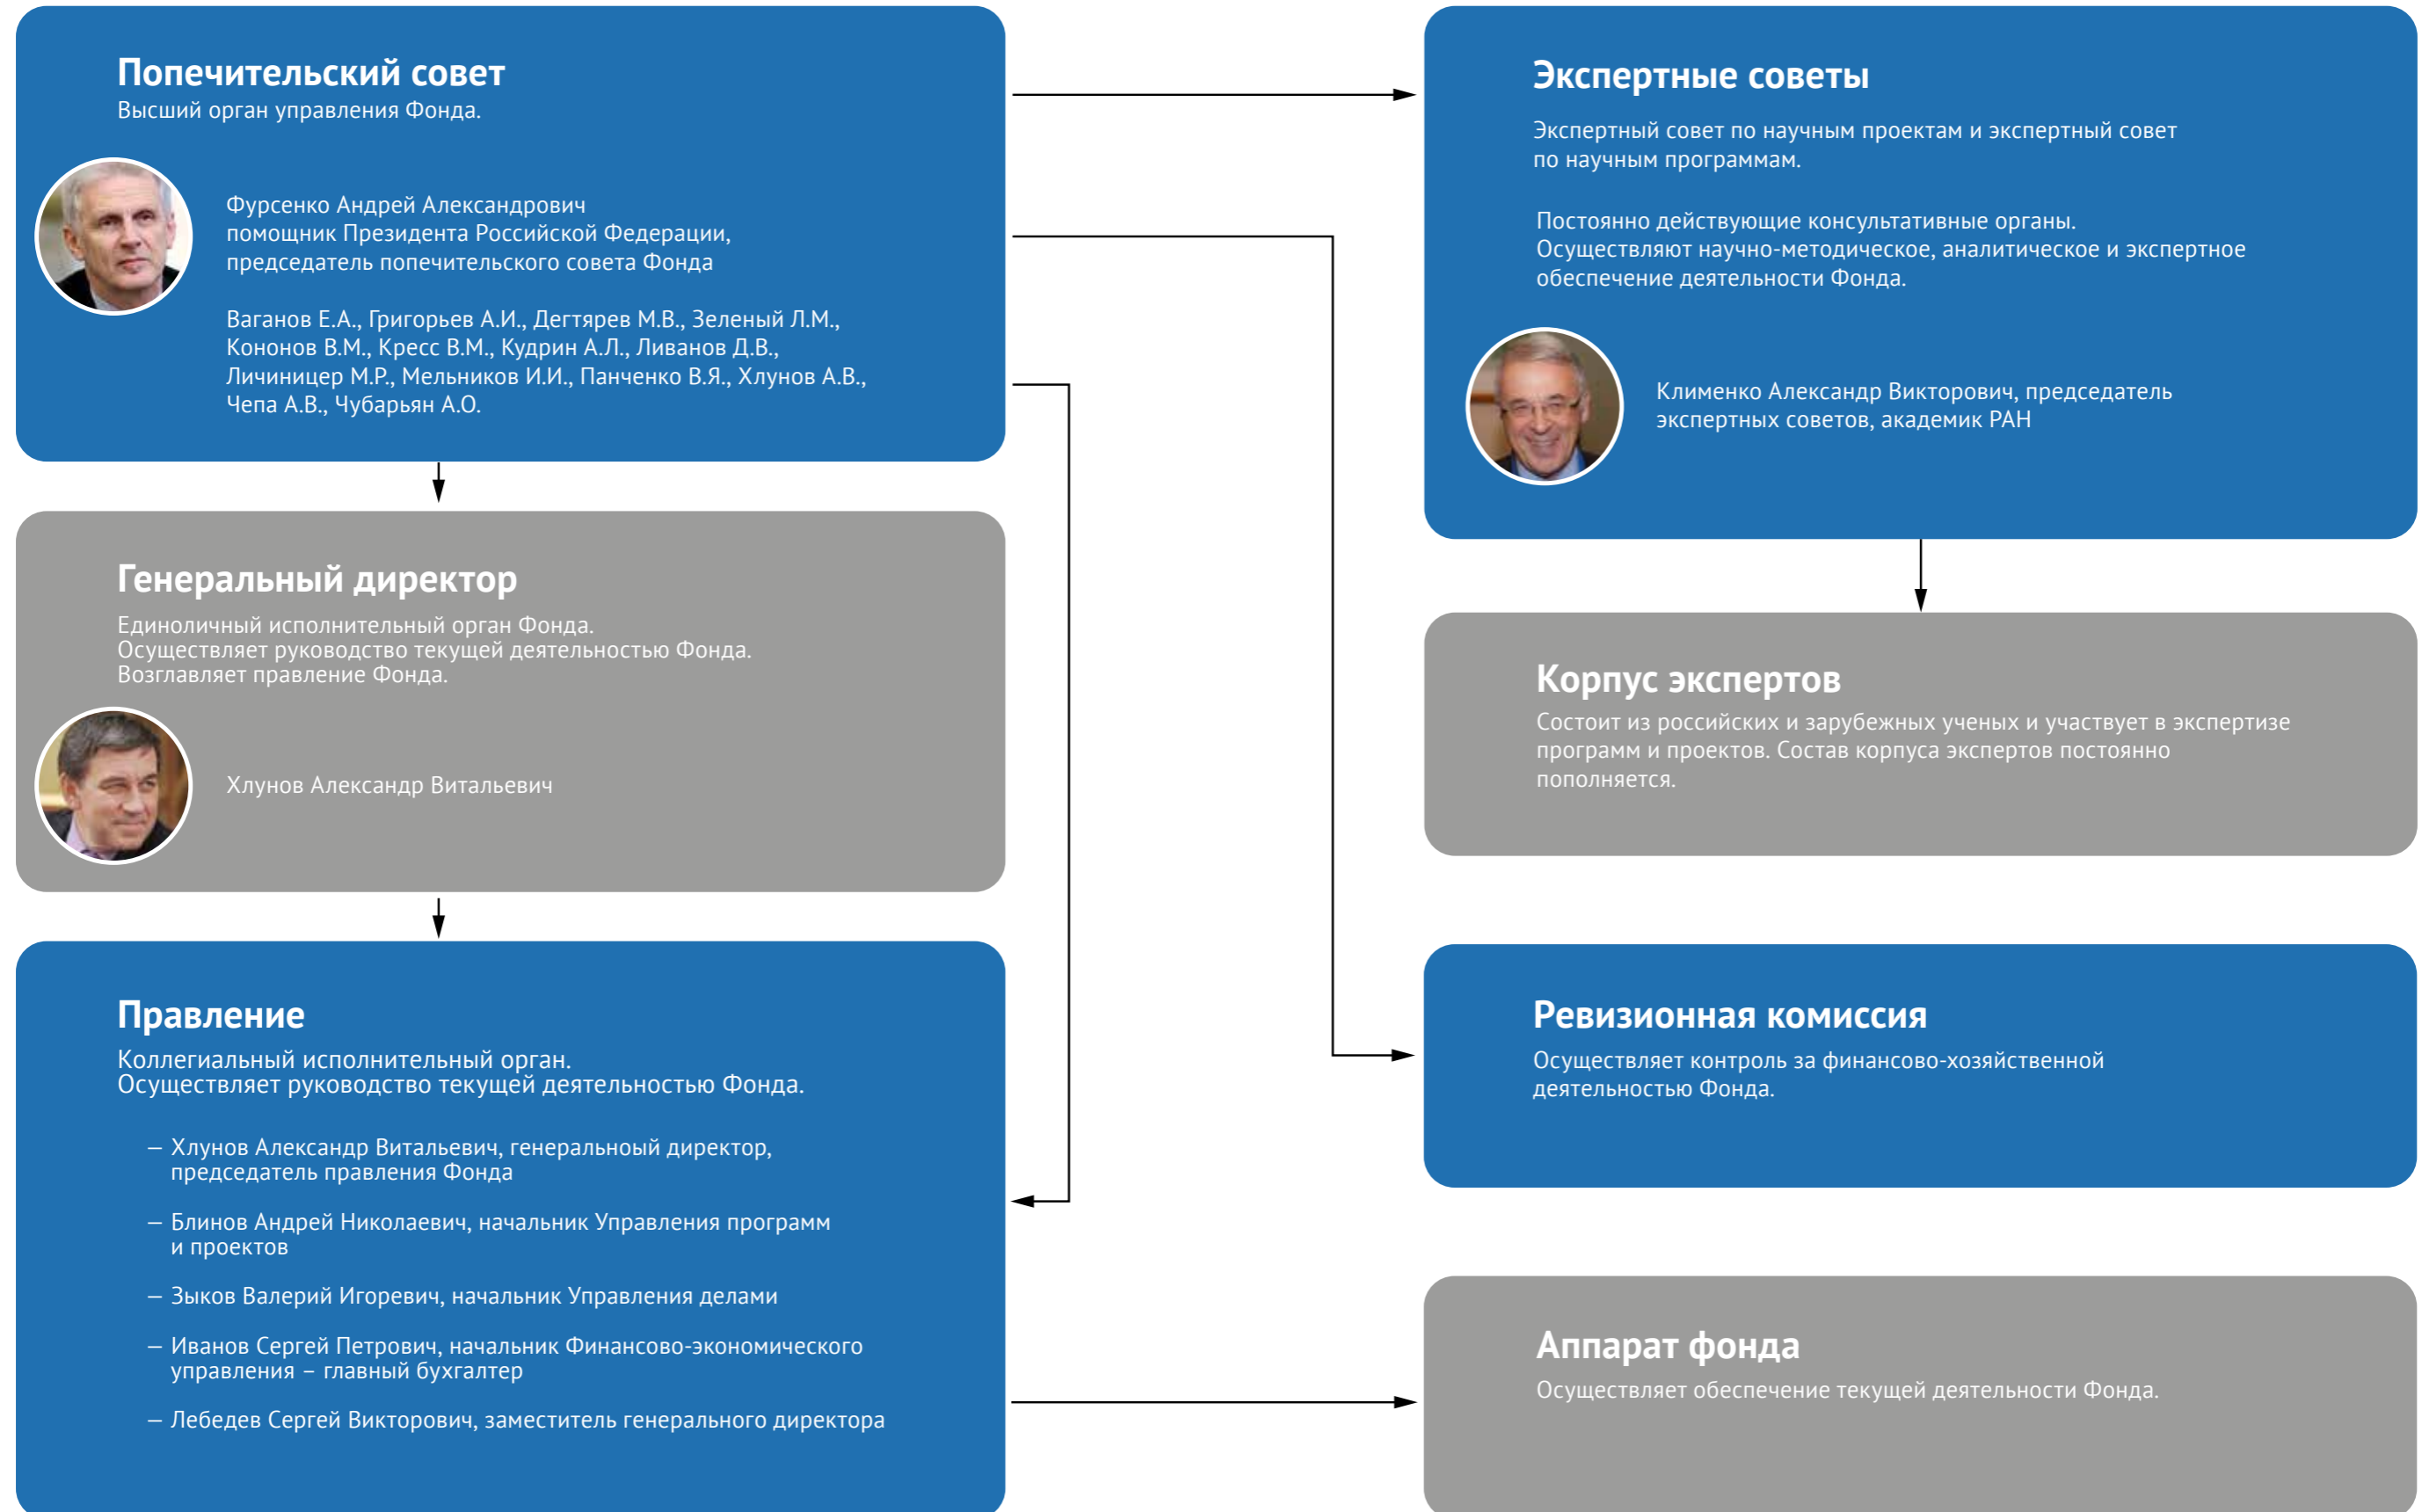 Попечительский совет
Высший орган управления Фонда.
Фурсенко Андрей Александрович
помощник Президента Российской Федерации,
председатель попечительского совета Фонда
Ваганов Е.А., Григорьев А.И., Дегтярев М.В., Зеленый Л.М.,
Кононов В.М., Кресс В.М., Кудрин А.Л., Ливанов Д.В.,
Личиницер М.Р., Мельников И.И., Панченко В.Я., Хлунов А.В.,
Чепа А.В., Чубарьян А.О.
Генеральный директор
Единоличный исполнительный орган Фонда.
Осуществляет руководство текущей деятельностью Фонда.
Возглавляет правление Фонда.
Хлунов Александр Витальевич
Правление
Коллегиальный исполнительный орган.
Осуществляет руководство текущей деятельностью Фонда.
— Хлунов Александр Витальевич, генеральноый директор,
председатель правления Фонда
— Блинов Андрей Николаевич, начальник Управления программ
и проектов
— Зыков Валерий Игоревич, начальник Управления делами
— Иванов Сергей Петрович, начальник Финансово-экономического
управления – главный бухгалтер
— Лебедев Сергей Викторович, заместитель генерального директора
Экспертные советы
Экспертный совет по научным проектам и экспертный совет
по научным программам.
Постоянно действующие консультативные органы.
Осуществляют научно-методическое, аналитическое и экспертное
обеспечение деятельности Фонда.
Клименко Александр Викторович, председатель
экспертных советов, академик РАН
Корпус экспертов
Состоит из российских и зарубежных ученых и участвует в экспертизе
программ и проектов. Состав корпуса экспертов постоянно
пополняется.
Ревизионная комиссия
Осуществляет контроль за финансово-хозяйственной
деятельностью Фонда.
Аппарат фонда
Осуществляет обеспечение текущей деятельности Фонда.